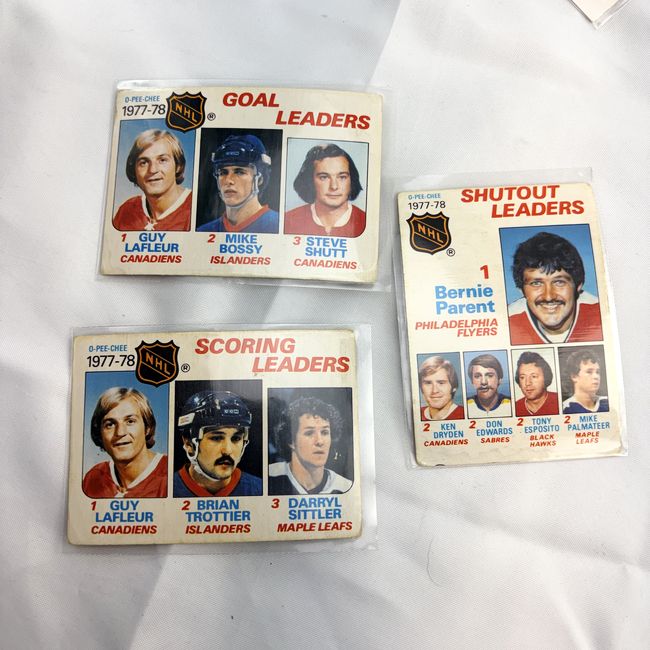 O-PEE-CHEE
1977-78
NHL
®
GOAL
LEADERS
1 GUY
LAFLEUR
CANADIENS
2 MIKE
BOSSY
ISLANDERS
3 STEVE
SHUTT
CANADIENS
O-PEE-CHEE
1977-78
NHL
®
SHUTOUT
LEADERS
1
Bernie
Parent
PHILADELPHIA
FLYERS
2 KEN
DRYDEN
CANADIENS
2 DON
EDWARDS
SABRES
2 TONY
ESPOSITO
BLACK
HAWKS
2 MIKE
PALMATEER
MAPLE
LEAFS
O-PEE-CHEE
1977-78
NHL
®
SCORING
LEADERS
1 GUY
LAFLEUR
CANADIENS
2 BRIAN
TROTTIER
ISLANDERS
3 DARRYL
SITTLER
MAPLE LEAFS